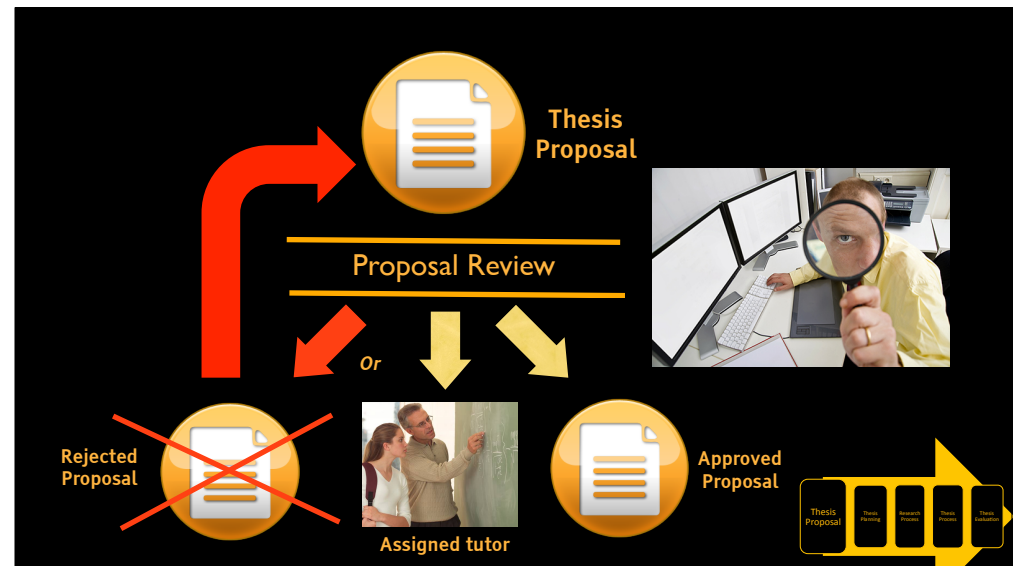 Thesis
Proposal
Proposal Review
Or
Rejected
Proposal
Assigned tutor
Approved
Proposal
Thesis
Proposal
Thesis
Planning
Research
Process
Thesis
Process
Thesis
Evaluation